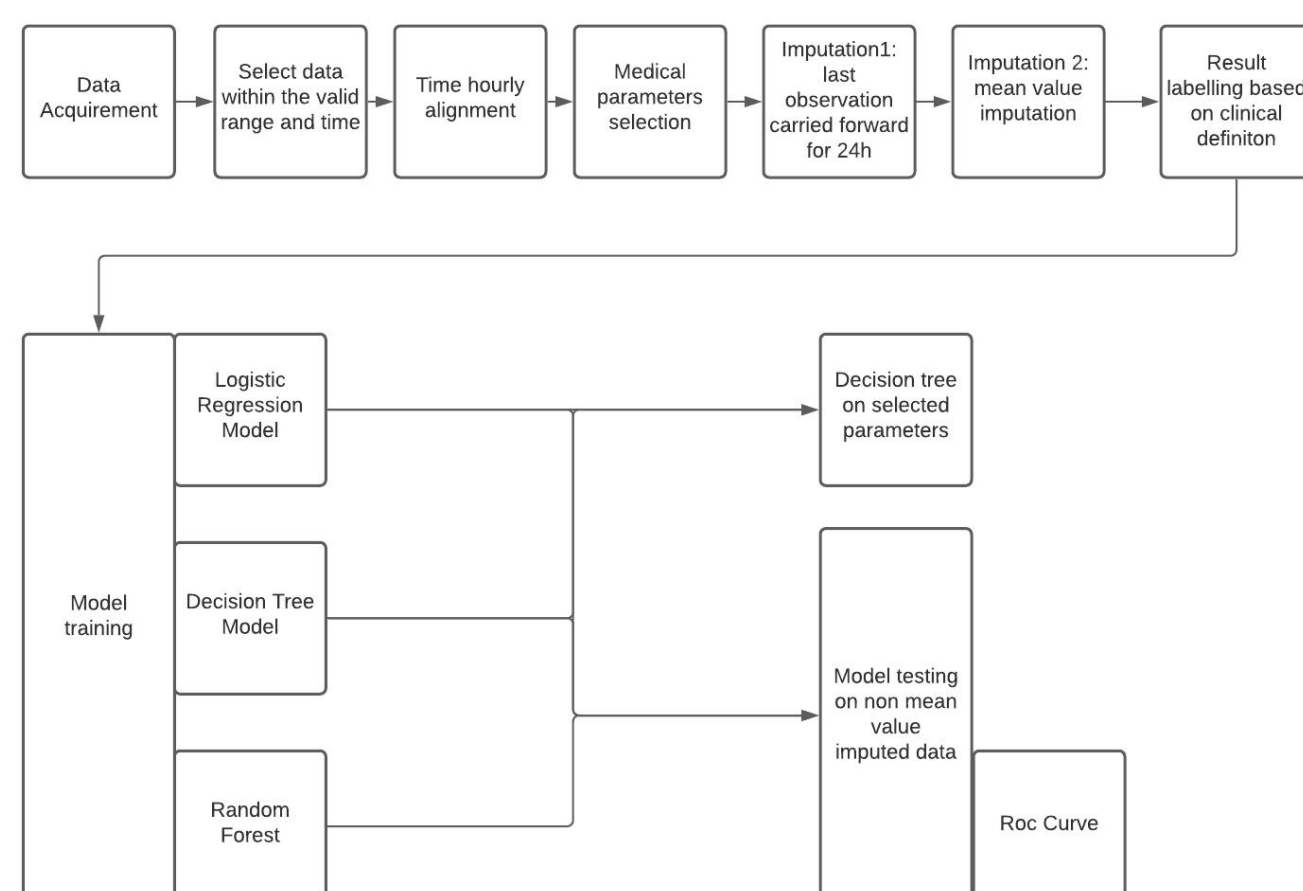 Data
Acquirement
Select data
within the valid
range and time
Time hourly
alignment
Medical
parameters
selection
Imputation1:
last
observation
carried forward
for 24h
Imputation 2:
mean value
imputation
Result
labelling based
on clinical
definiton
Model
training
Logistic
Regression
Model
Decision Tree
Model
Random
Forest
Decision tree
on selected
parameters
Model testing
on non mean
value
imputed data
Roc Curve